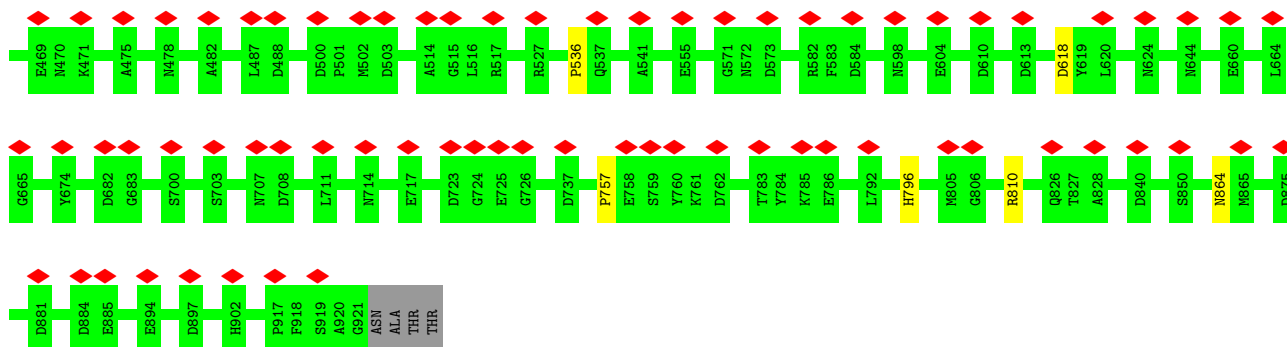 E469 N470 K471 A475 N478 A482 L487 D488 D500 P501 M502 D503 A514 G515 L516 R517 R527 P536 Q537 A541 E555 G571 N572 D573 R582 F583 D584 N598 E604 D610 D613 D618 Y619 L620 N624 N644 E660 L664
G665 Y674 D682 G683 S700 S703 N707 D708 L711 N714 E717 D723 G724 E725 G726 D737 P757 E758 S759 Y760 K761 D762 T783 Y784 K785 E786 L792 H796 M805 G806 R810 Q826 T827 A828 D840 S850 N864 M865
D881 D884 E885 E894 D897 H902 P917 F918 S919 A920 G921 ASN ALA THR THR